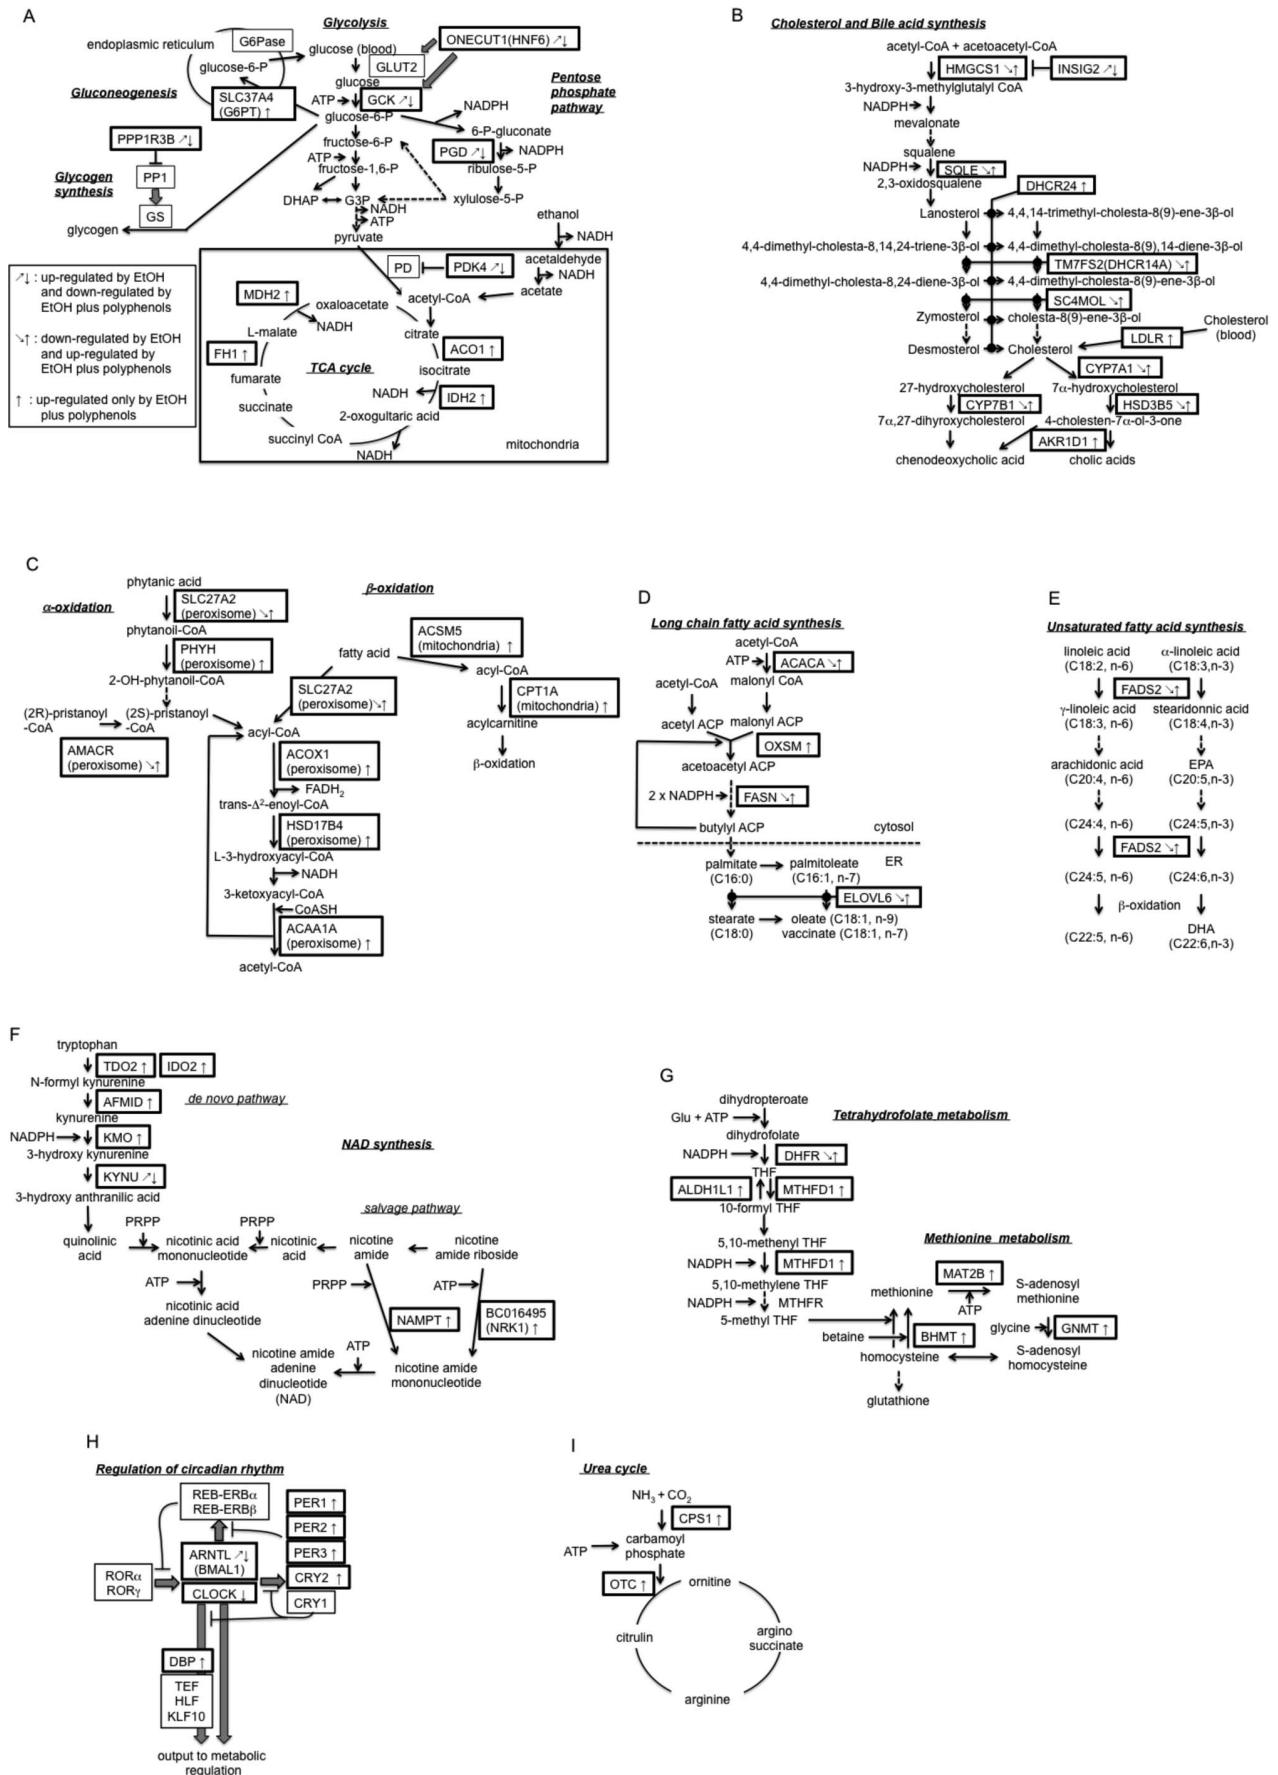 A
Glycolysis
endoplasmic reticulum
G6Pase
glucose (blood)
ONECUT1(HNF6) ↗↓
glucose-6-P
GLUT2
glucose
Gluconeogenesis
SLC37A4
(G6PT) ↑
ATP
GCK ↗↓
Pentose
phosphate
pathway
NADPH
glucose-6-P
6-P-gluconate
PPP1R3B ↗↓
fructose-6-P
PGD ↗↓
NADPH
ATP
fructose-1,6-P
ribulose-5-P
Glycogen
synthesis
PP1
DHAP
G3P
xylulose-5-P
NADH
ATP
GS
glycogen
pyruvate
ethanol
NADH
acetaldehyde
PD
PDK4 ↗↓
NADH
acetate
MDH2 ↑
oxaloacetate
acetyl-CoA
NADH
L-malate
citrate
FH1 ↑
ACO1 ↑
TCA cycle
isocitrate
fumarate
NADH
IDH2 ↑
succinate
2-oxogultaric acid
succinyl CoA
NADH
mitochondria
↗↓ : up-regulated by EtOH
and down-regulated by
EtOH plus polyphenols
↘↑ : down-regulated by EtOH
and up-regulated by
EtOH plus polyphenols
↑ : up-regulated only by EtOH
plus polyphenols
B
Cholesterol and Bile acid synthesis
acetyl-CoA + acetoacetyl-CoA
HMGCS1 ↘↑
INSIG2 ↗↓
3-hydroxy-3-methylglutalyl CoA
NADPH
mevalonate
squalene
NADPH
SQLE ↘↑
2,3-oxidosqualene
DHCR24 ↑
Lanosterol
4,4,14-trimethyl-cholesta-8(9)-ene-3β-ol
4,4-dimethyl-cholesta-8,14,24-triene-3β-ol
4,4-dimethyl-cholesta-8(9),14-diene-3β-ol
TM7FS2(DHCR14A) ↘↑
4,4-dimethyl-cholesta-8,24-diene-3β-ol
4,4-dimethyl-cholesta-8(9)-ene-3β-ol
SC4MOL ↘↑
Zymosterol
cholesta-8(9)-ene-3β-ol
Cholesterol
(blood)
LDLR ↑
Desmosterol
Cholesterol
CYP7A1 ↘↑
27-hydroxycholesterol
7α-hydroxycholesterol
CYP7B1 ↘↑
HSD3B5 ↘↑
7α,27-dihyroxycholesterol
4-cholesten-7α-ol-3-one
AKR1D1 ↑
chenodeoxycholic acid
cholic acids
C
phytanic acid
α-oxidation
SLC27A2
(peroxisome) ↘↑
β-oxidation
phytanoil-CoA
PHYH
(peroxisome) ↑
fatty acid
ACSM5
(mitochondria) ↑
2-OH-phytanoil-CoA
acyl-CoA
SLC27A2
(peroxisome)↘↑
CPT1A
(mitochondria) ↑
(2R)-pristanoyl
-CoA
(2S)-pristanoyl
-CoA
acyl-CoA
acylcarnitine
AMACR
(peroxisome) ↘↑
ACOX1
(peroxisome) ↑
β-oxidation
FADH2
trans-Δ2-enoyl-CoA
HSD17B4
(peroxisome) ↑
L-3-hydroxyacyl-CoA
NADH
3-ketoxyacyl-CoA
CoASH
ACAA1A
(peroxisome) ↑
acetyl-CoA
D
Long chain fatty acid synthesis
acetyl-CoA
ATP
ACACA ↘↑
acetyl-CoA
malonyl CoA
acetyl ACP
malonyl ACP
OXSM ↑
acetoacetyl ACP
2 x NADPH
FASN ↘↑
butylyl ACP
cytosol
palmitate
(C16:0)
palmitoleate
(C16:1, n-7)
ER
ELOVL6 ↘↑
stearate
(C18:0)
oleate (C18:1, n-9)
vaccinate (C18:1, n-7)
E
Unsaturated fatty acid synthesis
linoleic acid
(C18:2, n-6)
α-linoleic acid
(C18:3,n-3)
FADS2 ↘↑
γ-linoleic acid
(C18:3, n-6)
stearidonnic acid
(C18:4,n-3)
arachidonic acid
(C20:4, n-6)
EPA
(C20:5,n-3)
(C24:4, n-6)
(C24:5,n-3)
FADS2 ↘↑
(C24:5, n-6)
(C24:6,n-3)
β-oxidation
(C22:5, n-6)
DHA
(C22:6,n-3)
F
tryptophan
TDO2 ↑
IDO2 ↑
N-formyl kynurenine
AFMID ↑
de novo pathway
kynurenine
NADPH
KMO ↑
NAD synthesis
3-hydroxy kynurenine
KYNU ↗↓
3-hydroxy anthranilic acid
salvage pathway
PRPP
PRPP
quinolinic
acid
nicotinic acid
mononucleotide
nicotinic
acid
nicotine
amide
nicotine
amide riboside
ATP
PRPP
ATP
nicotinic acid
adenine dinucleotide
NAMPT ↑
BC016495
(NRK1) ↑
ATP
nicotine amide
adenine
dinucleotide
(NAD)
nicotine amide
mononucleotide
G
dihydropteroate
Tetrahydrofolate metabolism
Glu + ATP
dihydrofolate
NADPH
DHFR ↘↑
THF
ALDH1L1 ↑
MTHFD1 ↑
10-formyl THF
5,10-methenyl THF
Methionine metabolism
NADPH
MTHFD1 ↑
MAT2B ↑
5,10-methylene THF
methionine
S-adenosyl
methionine
NADPH
MTHFR
ATP
5-methyl THF
betaine
BHMT ↑
glycine
GNMT ↑
homocysteine
S-adenosyl
homocysteine
glutathione
H
Regulation of circadian rhythm
REB-ERBα
REB-ERBβ
PER1 ↑
PER2 ↑
PER3 ↑
ARNTL ↗↓
(BMAL1)
RORα
RORγ
CRY2 ↑
CLOCK ↓
CRY1
DBP ↑
TEF
HLF
KLF10
output to metabolic
regulation
I
Urea cycle
NH3 + CO2
CPS1 ↑
ATP
carbamoyl
phosphate
OTC ↑
ornitine
citrulin
argino
succinate
arginine